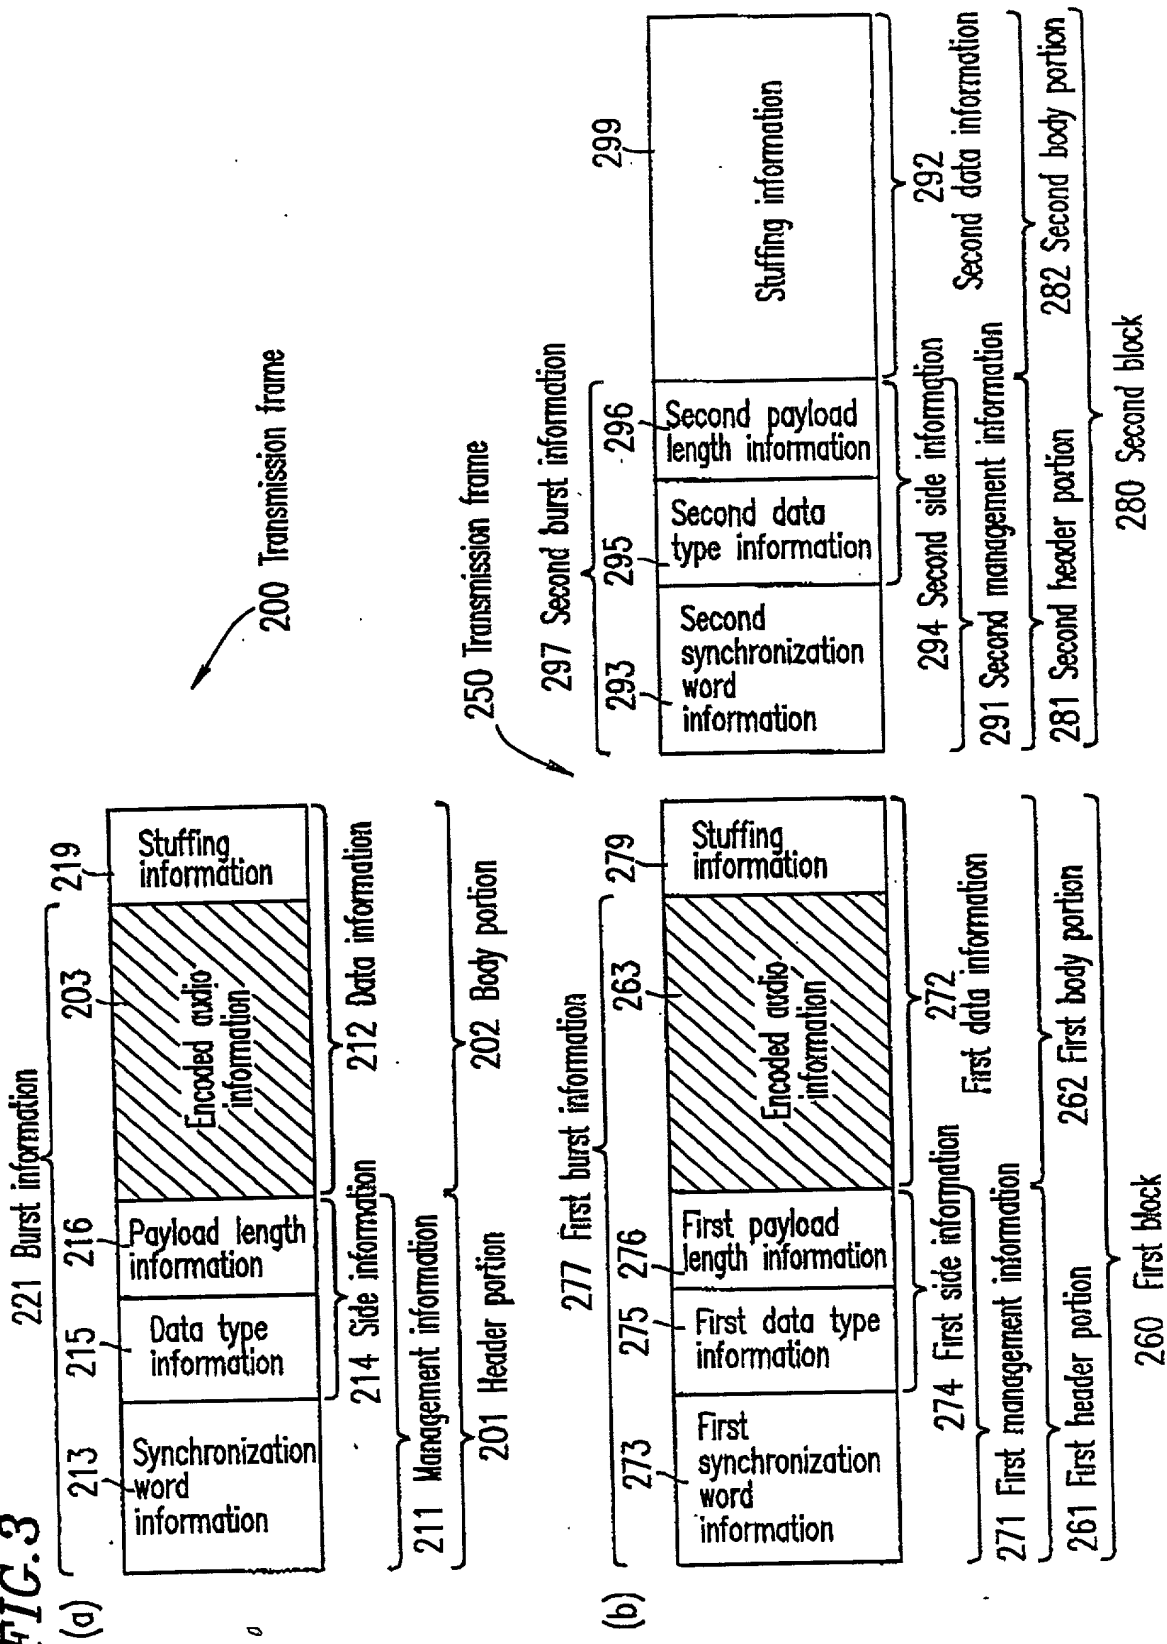 FIG.3
(a)
200 Transmission frame
221 Burst information
213
215
216
203
219
Synchronization
word
information
Data type
information
Payload length
information
Encoded audio
information
Stuffing
information
214 Side information
212 Data information
211 Management information
201 Header portion
202 Body portion
(b)
250 Transmission frame
277 First burst information
273
275
276
263
279
First
synchronization
word
information
First data type
information
First payload
length information
Encoded audio
information
Stuffing
information
274 First side information
272
First data information
271 First management information
261 First header portion
262 First body portion
260 First block
297 Second burst information
293
295
296
299
Second
synchronization
word
information
Second data
type information
Second payload
length information
Stuffing information
294 Second side information
292
Second data information
291 Second management information
281 Second header portion
282 Second body portion
280 Second block